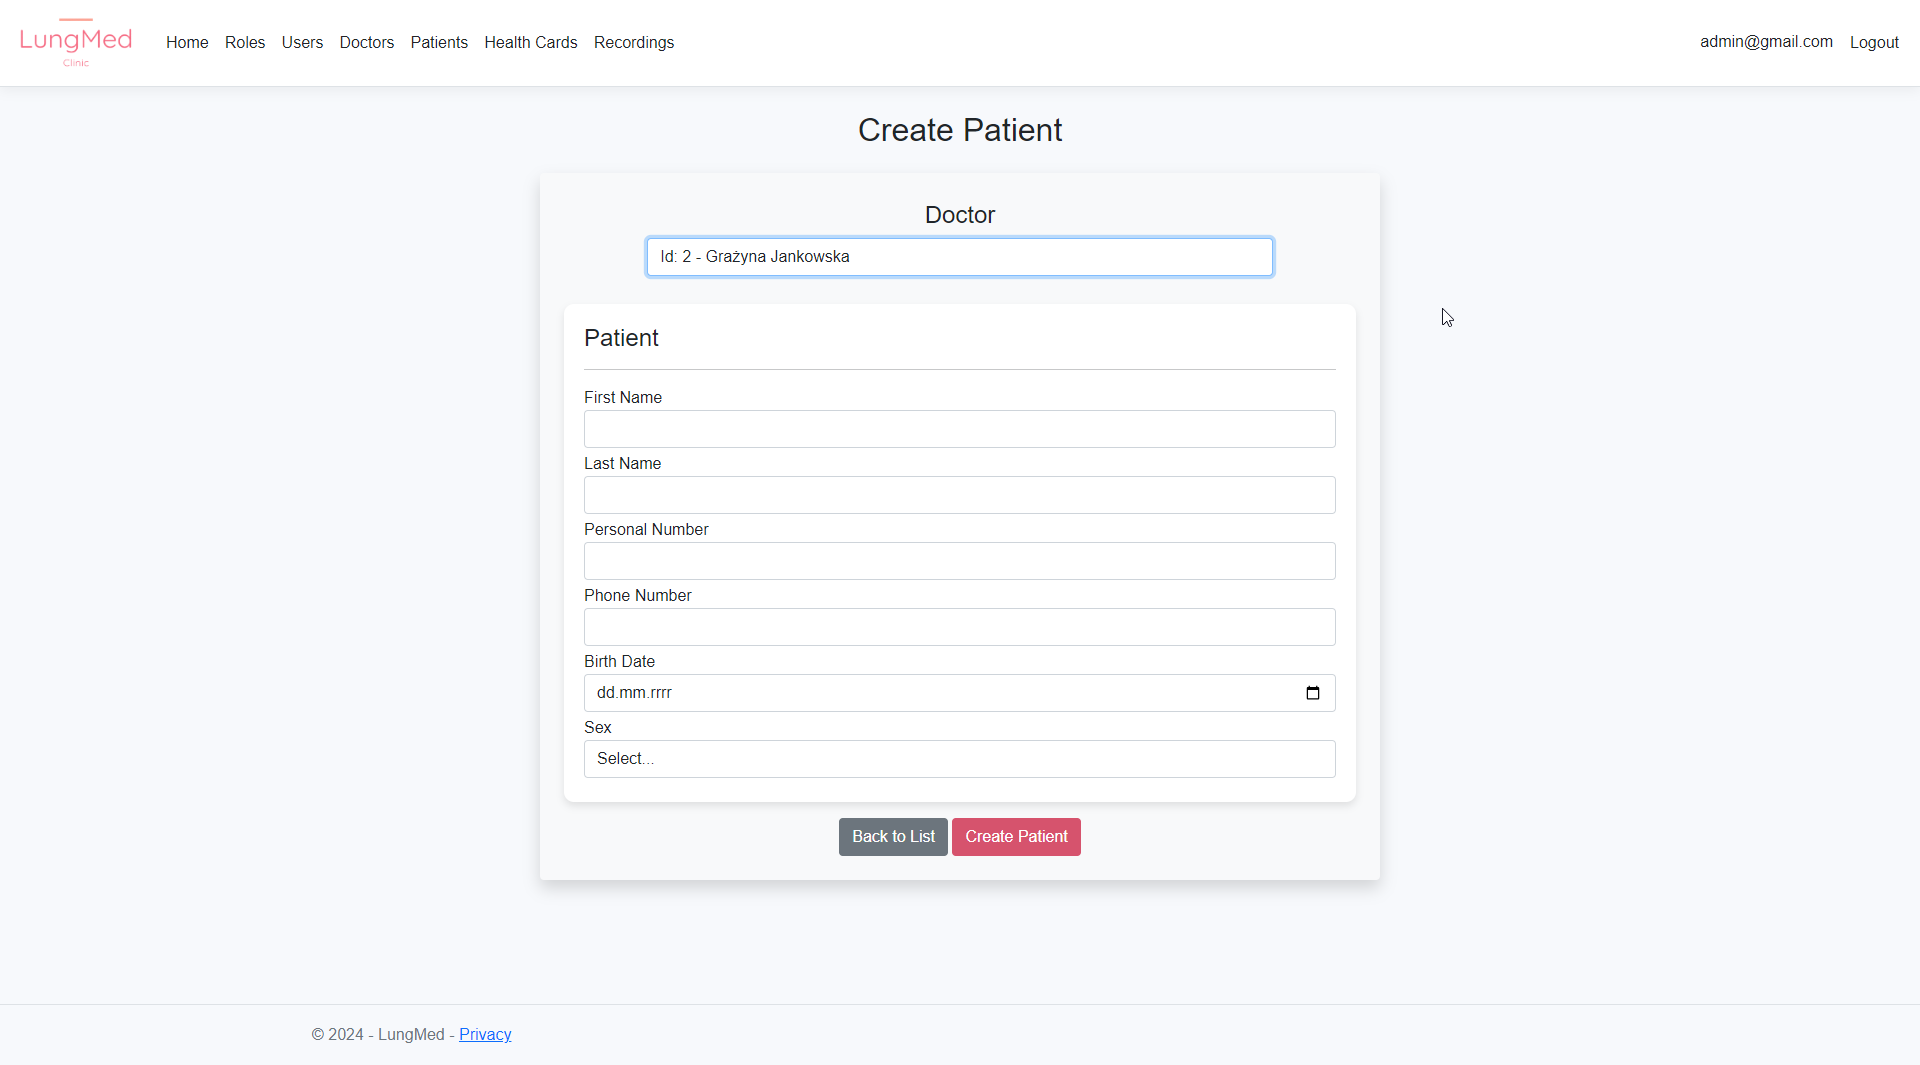 LungMed
Clinic
Home Roles Users Doctors Patients Health Cards Recordings
admin@gmail.com Logout
Create Patient
Doctor
Id: 2 - Grażyna Jankowska
Patient
First Name
Last Name
Personal Number
Phone Number
Birth Date
dd.mm.rrrr
Sex
Select...
Back to List Create Patient
© 2024 - LungMed - Privacy